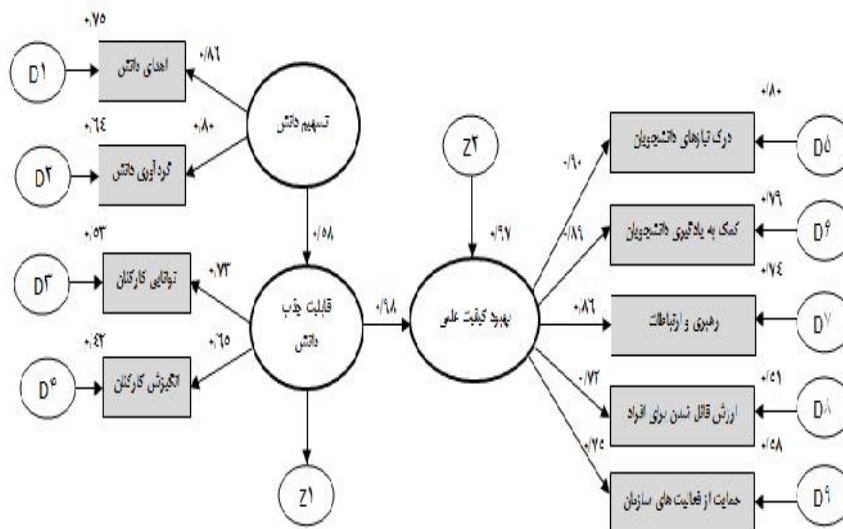 ۰/۷۵
D۱
اهدای دانش
۰/۸۶
تسهیم دانش
۰/۶۴
D۲
گردآوری دانش
۰/۸۰
۰/۵۸
۰/۵۳
D۳
توانایی کارکنان
۰/۷۳
قابلیت جذب
دانش
۰/۴۲
D۴
انگیزش کارکنان
۰/۶۵
Z۱
۰/۹۸
Z۲
۰/۹۷
بهبود کیفیت علمی
۰/۹۰
۰/۸۰
درک نیازهای دانشجویان
D۵
۰/۸۹
۰/۷۹
کمک به یادگیری دانشجویان
D۶
۰/۸۶
۰/۷۴
رهبری و ارتباطات
D۷
۰/۷۲
۰/۵۱
ارزش قائل شدن برای افراد
D۸
۰/۷۵
۰/۵۸
حمایت از فعالیت های سازمان
D۹